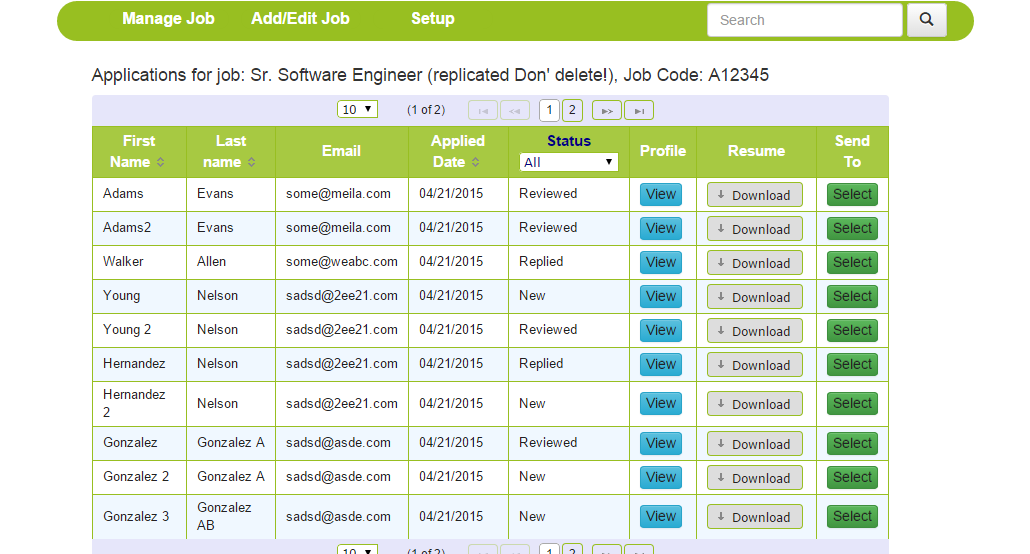 Manage Job Add/Edit Job Setup Search
Applications for job: Sr. Software Engineer (replicated Don' delete!), Job Code: A12345
10 (1 of 2) 1 2
First Name Last name Email Applied Date Status All Profile Resume Send To
Adams Evans some@meila.com 04/21/2015 Reviewed View Download Select
Adams2 Evans some@meila.com 04/21/2015 Reviewed View Download Select
Walker Allen some@weabc.com 04/21/2015 Replied View Download Select
Young Nelson sadsd@2ee21.com 04/21/2015 New View Download Select
Young 2 Nelson sadsd@2ee21.com 04/21/2015 Reviewed View Download Select
Hernandez Nelson sadsd@2ee21.com 04/21/2015 Replied View Download Select
Hernandez 2 Nelson sadsd@2ee21.com 04/21/2015 New View Download Select
Gonzalez Gonzalez A sadsd@asde.com 04/21/2015 Reviewed View Download Select
Gonzalez 2 Gonzalez A sadsd@asde.com 04/21/2015 New View Download Select
Gonzalez 3 Gonzalez AB sadsd@asde.com 04/21/2015 New View Download Select
10 (1 of 2) 1 2